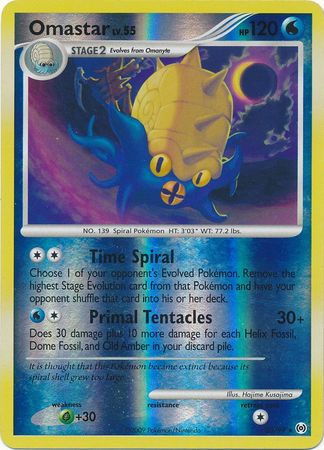 Omastar LV.55
HP 120
STAGE2 Evolves from Omanyte
NO. 139 Spiral Pokémon HT: 3'03" WT: 77.2 lbs.
Time Spiral
Choose 1 of your opponent's Evolved Pokémon. Remove the
highest Stage Evolution card from that Pokémon and have your
opponent shuffle that card into his or her deck.
Primal Tentacles 30+
Does 30 damage plus 10 more damage for each Helix Fossil,
Dome Fossil, and Old Amber in your discard pile.
It is thought that this Pokémon became extinct because its
spiral shell grew too large.
Illus. Hajime Kusajima
weakness resistance retreat cost
+30
©2009 Pokémon/Nintendo